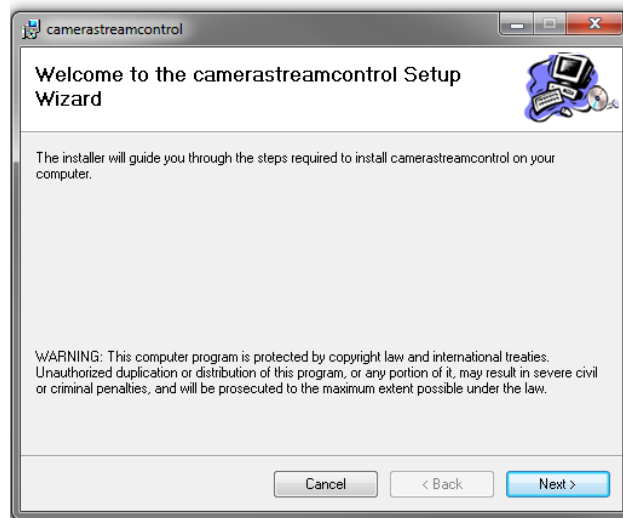 camerastreamcontrol
Welcome to the camerastreamcontrol Setup
Wizard
The installer will guide you through the steps required to install camerastreamcontrol on your
computer.
WARNING: This computer program is protected by copyright law and international treaties.
Unauthorized duplication or distribution of this program, or any portion of it, may result in severe civil
or criminal penalties, and will be prosecuted to the maximum extent possible under the law.
Cancel < Back Next >